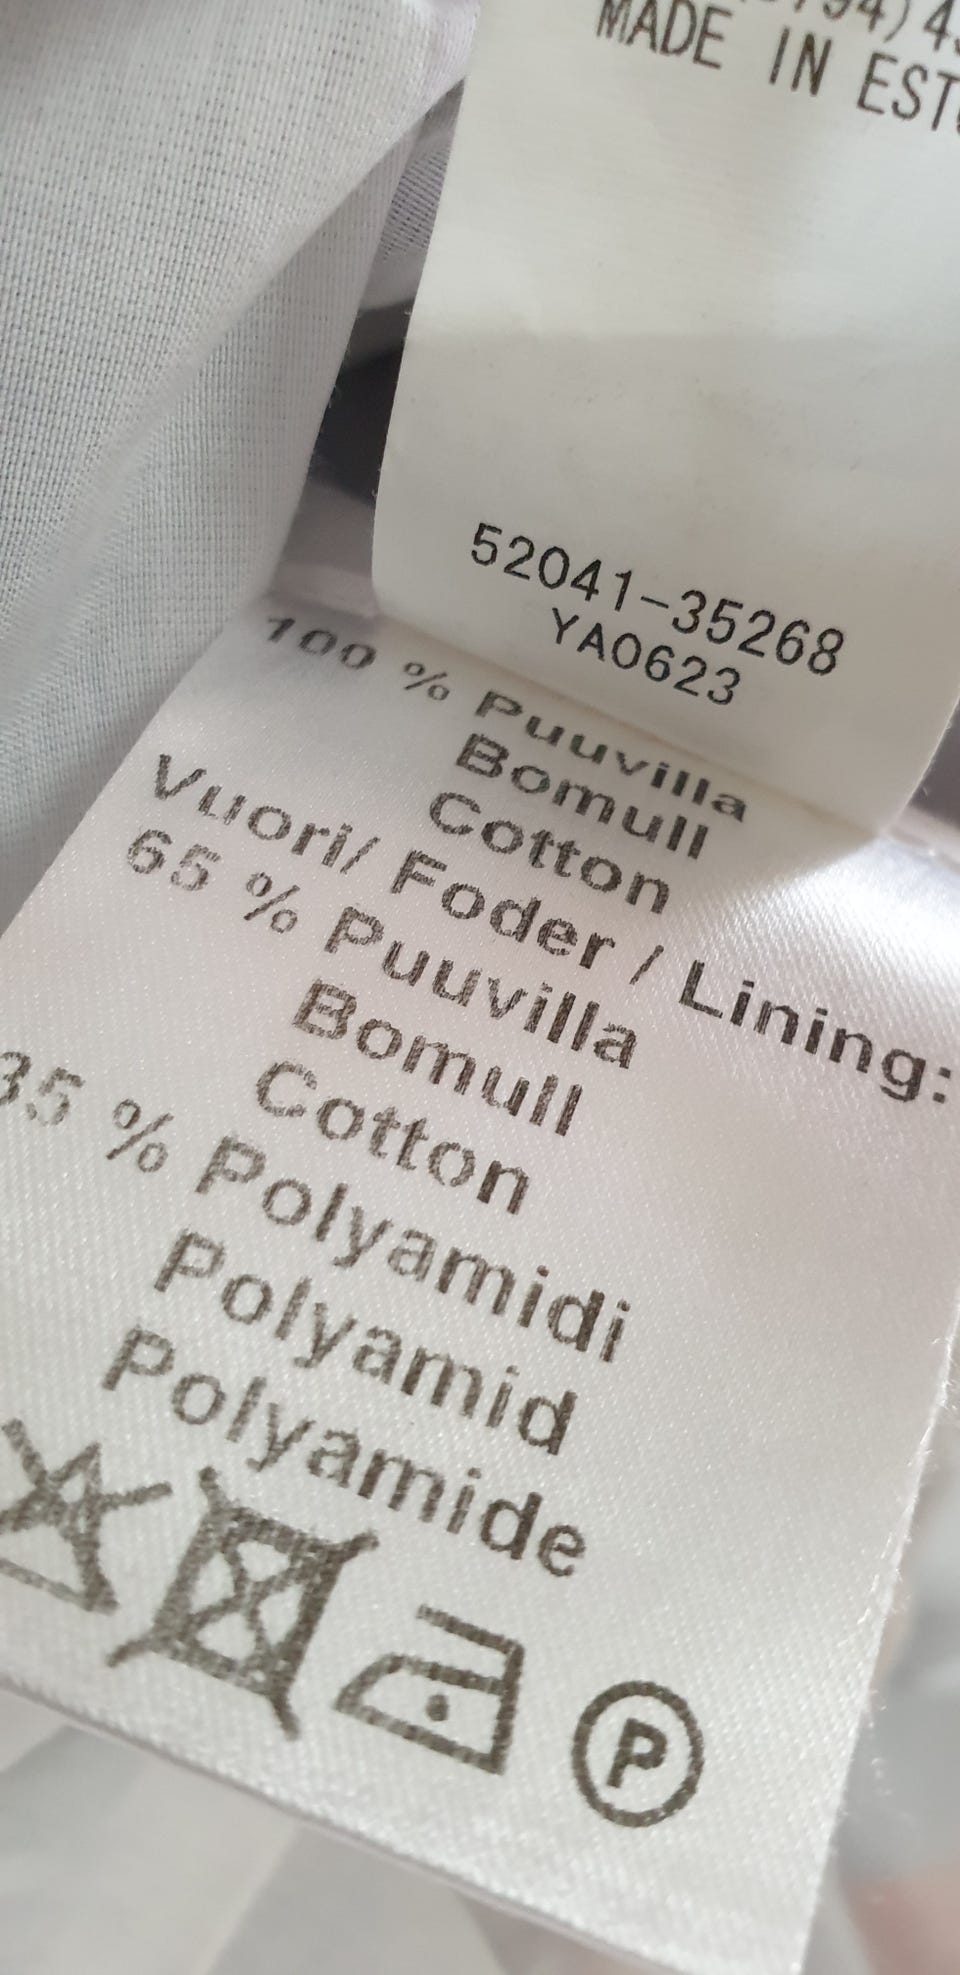 MADE IN
52041-35268
YA0623
100 % Puuvilla
Bomull
Cotton
Vuori/ Foder / Lining:
65 % Puuvilla
Bomull
Cotton
35 % Polyamidi
Polyamid
Polyamide
P